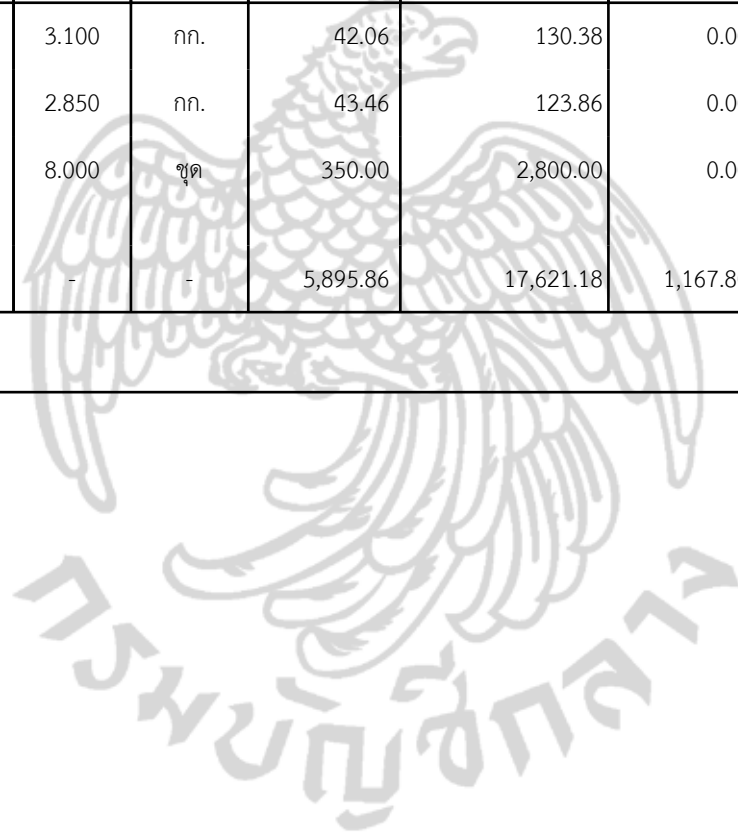 3.100 กก. 42.06 130.38 0.0
2.850 กก. 43.46 123.86 0.0
8.000 ชุด 350.00 2,800.00 0.0
- - 5,895.86 17,621.18 1,167.8
กรมบัญชีกลาง